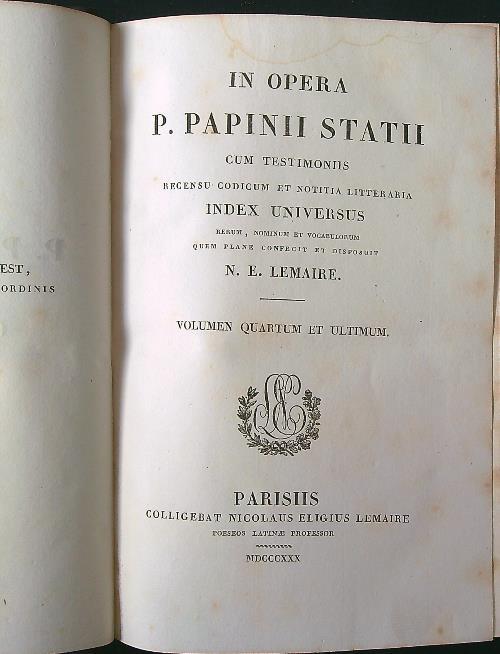 EST,
ORDINIS
IN OPERA
P. PAPINII STATII
CUM TESTIMONIIS
RECENSU CODICUM ET NOTITIA LITTERARIA
INDEX UNIVERSUS
RERUM, NOMINUM ET VOCABULORUM
QUEM PLANE CONFECIT ET DISPOSUIT
N. E. LEMAIRE.
VOLUMEN QUARTUM ET ULTIMUM.
PARISIIS
COLLIGEBAT NICOLAUS ELIGIUS LEMAIRE
POESEOS LATINÆ PROFESSOR
MDCCCXXX